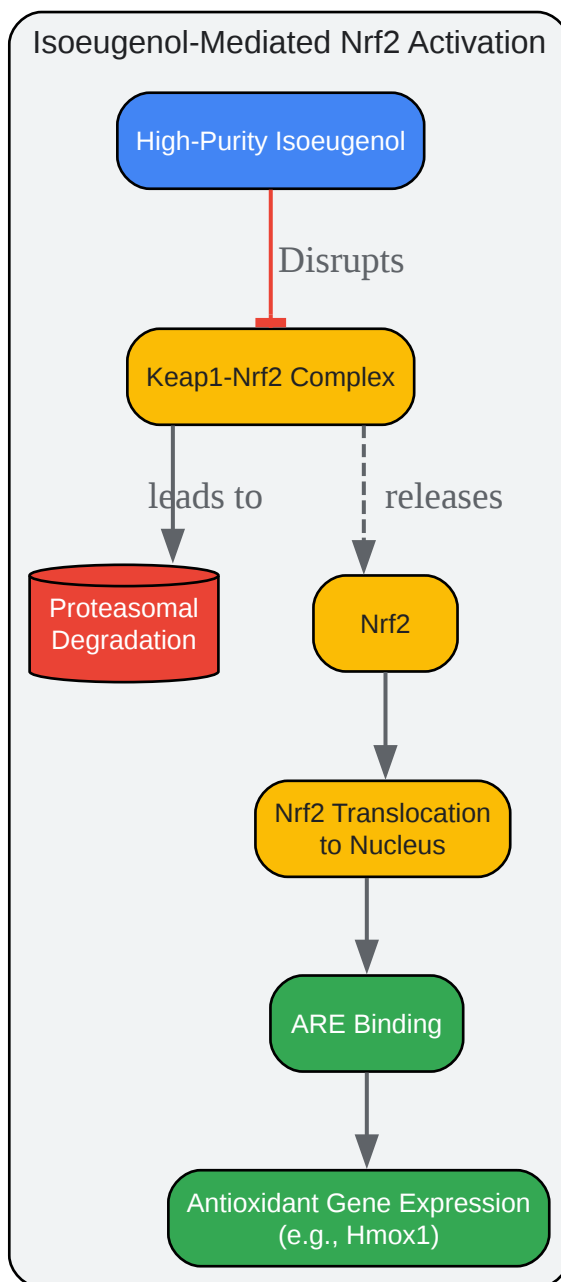 Isoeugenol-Mediated Nrf2 Activation
High-Purity Isoeugenol
Disrupts
Keap1-Nrf2 Complex
leads to
releases
Proteasomal
Degradation
Nrf2
Nrf2 Translocation
to Nucleus
ARE Binding
Antioxidant Gene Expression
(e.g., Hmox1)